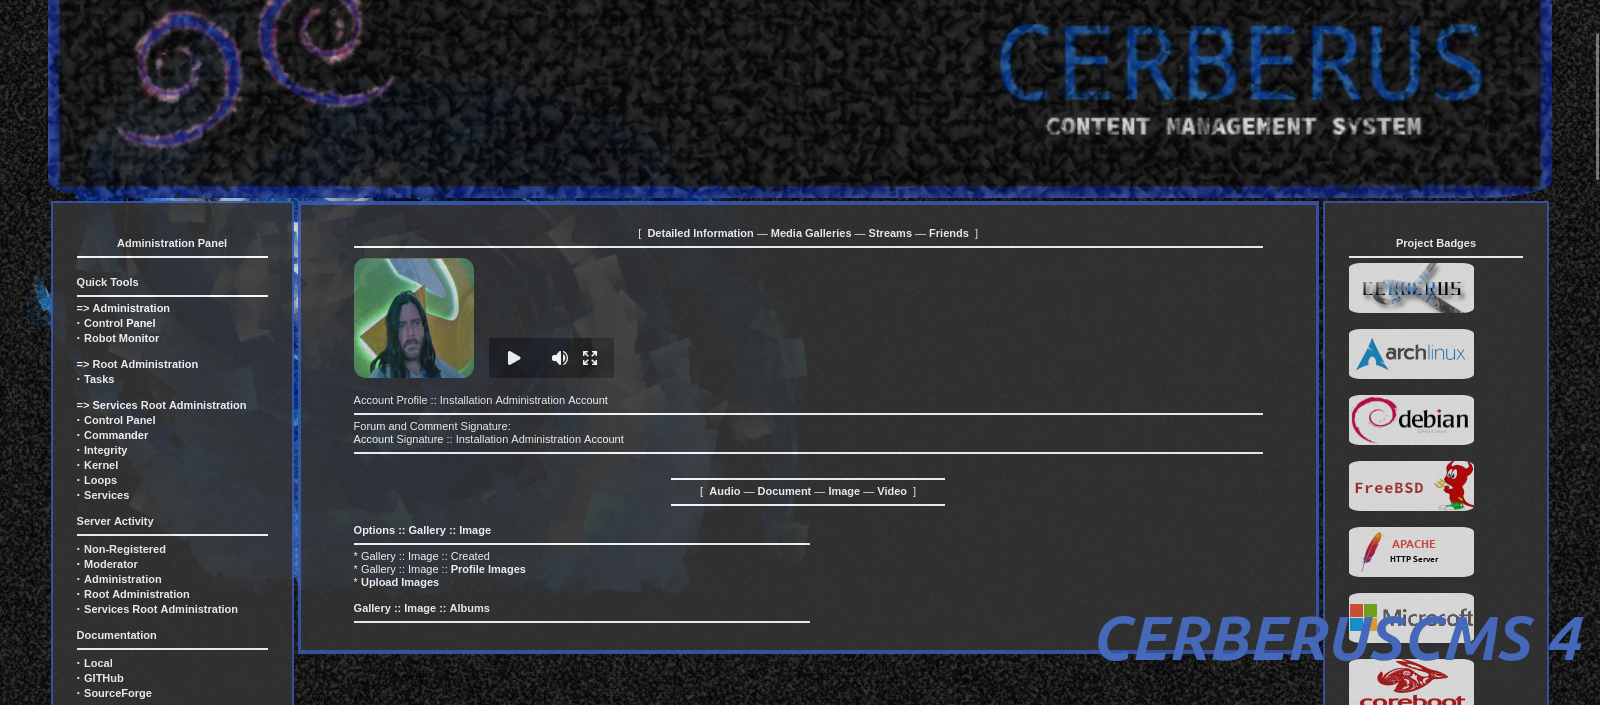 CERBERUS
CONTENT MANAGEMENT SYSTEM
Administration Panel
Quick Tools
=> Administration
· Control Panel
· Robot Monitor
=> Root Administration
· Tasks
=> Services Root Administration
· Control Panel
· Commander
· Integrity
· Kernel
· Loops
· Services
Server Activity
· Non-Registered
· Moderator
· Administration
· Root Administration
· Services Root Administration
Documentation
· Local
· GITHub
· SourceForge
[ Detailed Information — Media Galleries — Streams — Friends ]
Account Profile :: Installation Administration Account
Forum and Comment Signature:
Account Signature :: Installation Administration Account
[ Audio — Document — Image — Video ]
Options :: Gallery :: Image
* Gallery :: Image :: Created
* Gallery :: Image :: Profile Images
* Upload Images
Gallery :: Image :: Albums
Project Badges
CERBERUS
archlinux
debian
FreeBSD
APACHE
HTTP Server
Microsoft
coreboot
CERBERUSCMS 4